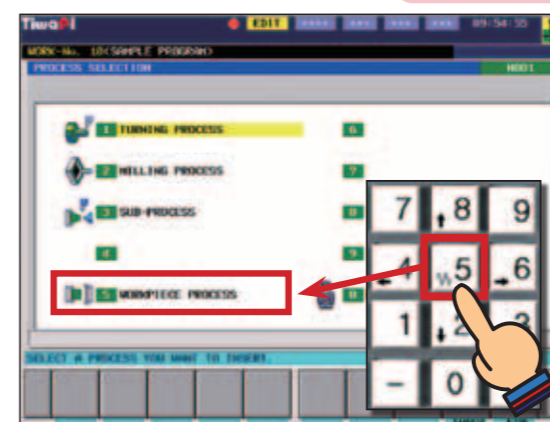 TiwaPI EDIT 09:54:55
WORK-No. 10(SAMPLE PROGRAM)
PROCESS SELECTION N001
1 TURNING PROCESS 6
2 MILLING PROCESS 7
3 SUB-PROCESS 8
4 9
5 WORKPIECE PROCESS
SELECT A PROCESS YOU WANT TO INSERT.
7 8 9
4 W5 6
1 2 3
- 0